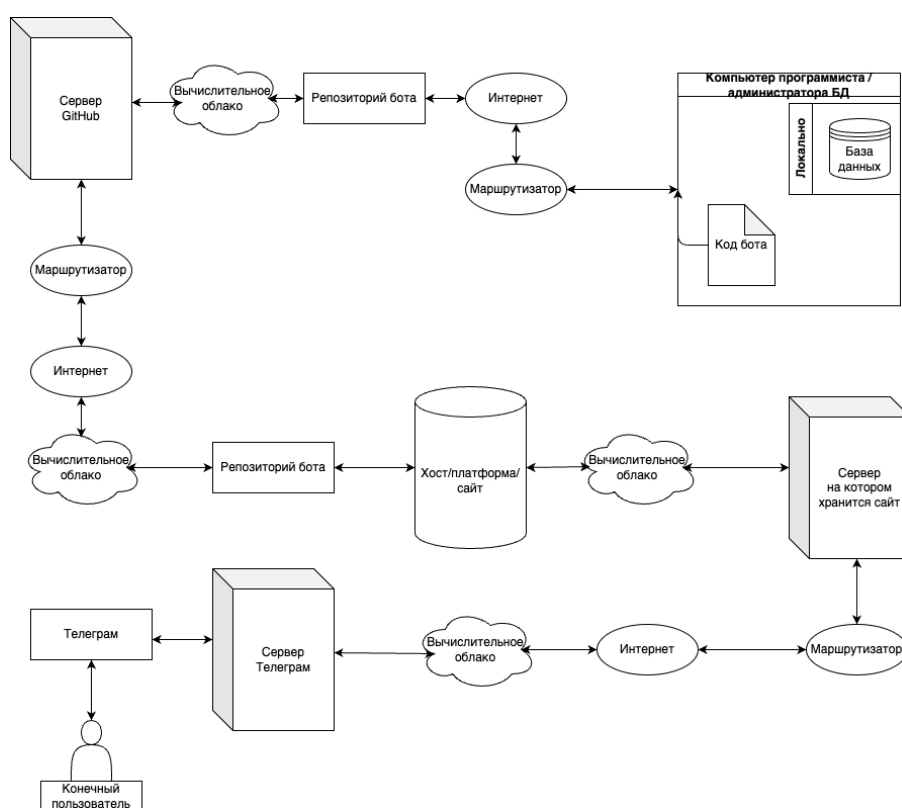 Сервер
GitHub
Вычислительное
облако
Репозиторий бота
Интернет
Компьютер программиста /
администратора БД
Локально
База
данных
Маршрутизатор
Код бота
Маршрутизатор
Интернет
Вычислительное
облако
Репозиторий бота
Хост/платформа/
сайт
Вычислительное
облако
Сервер
на котором
хранится сайт
Телеграм
Сервер
Телеграм
Вычислительное
облако
Интернет
Маршрутизатор
Конечный
пользователь